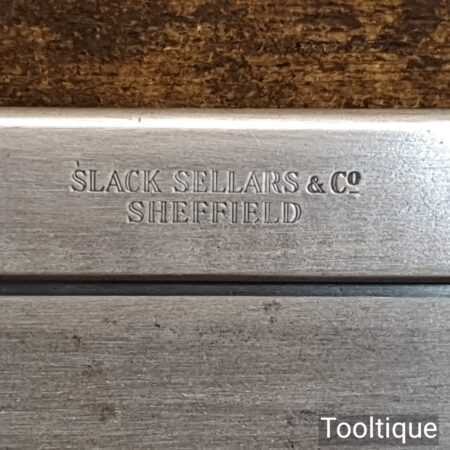 SLACK SELLARS & Cº
SHEFFIELD
Tooltique